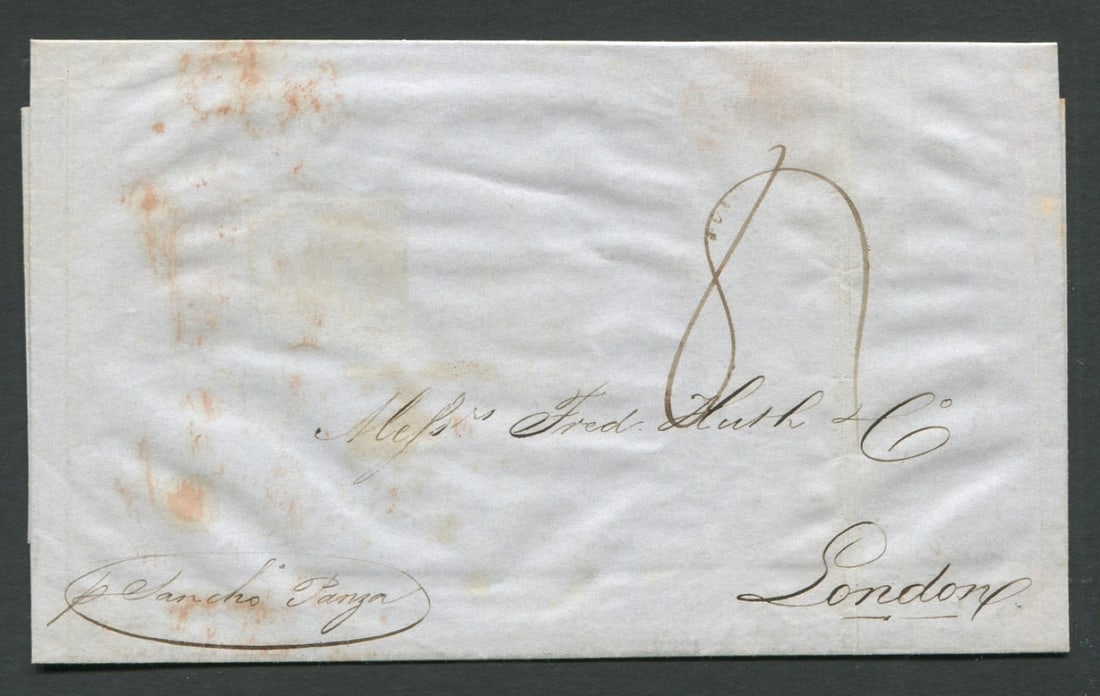 8
Messrs Fred. Huth & Co
London
p Sancho Panza